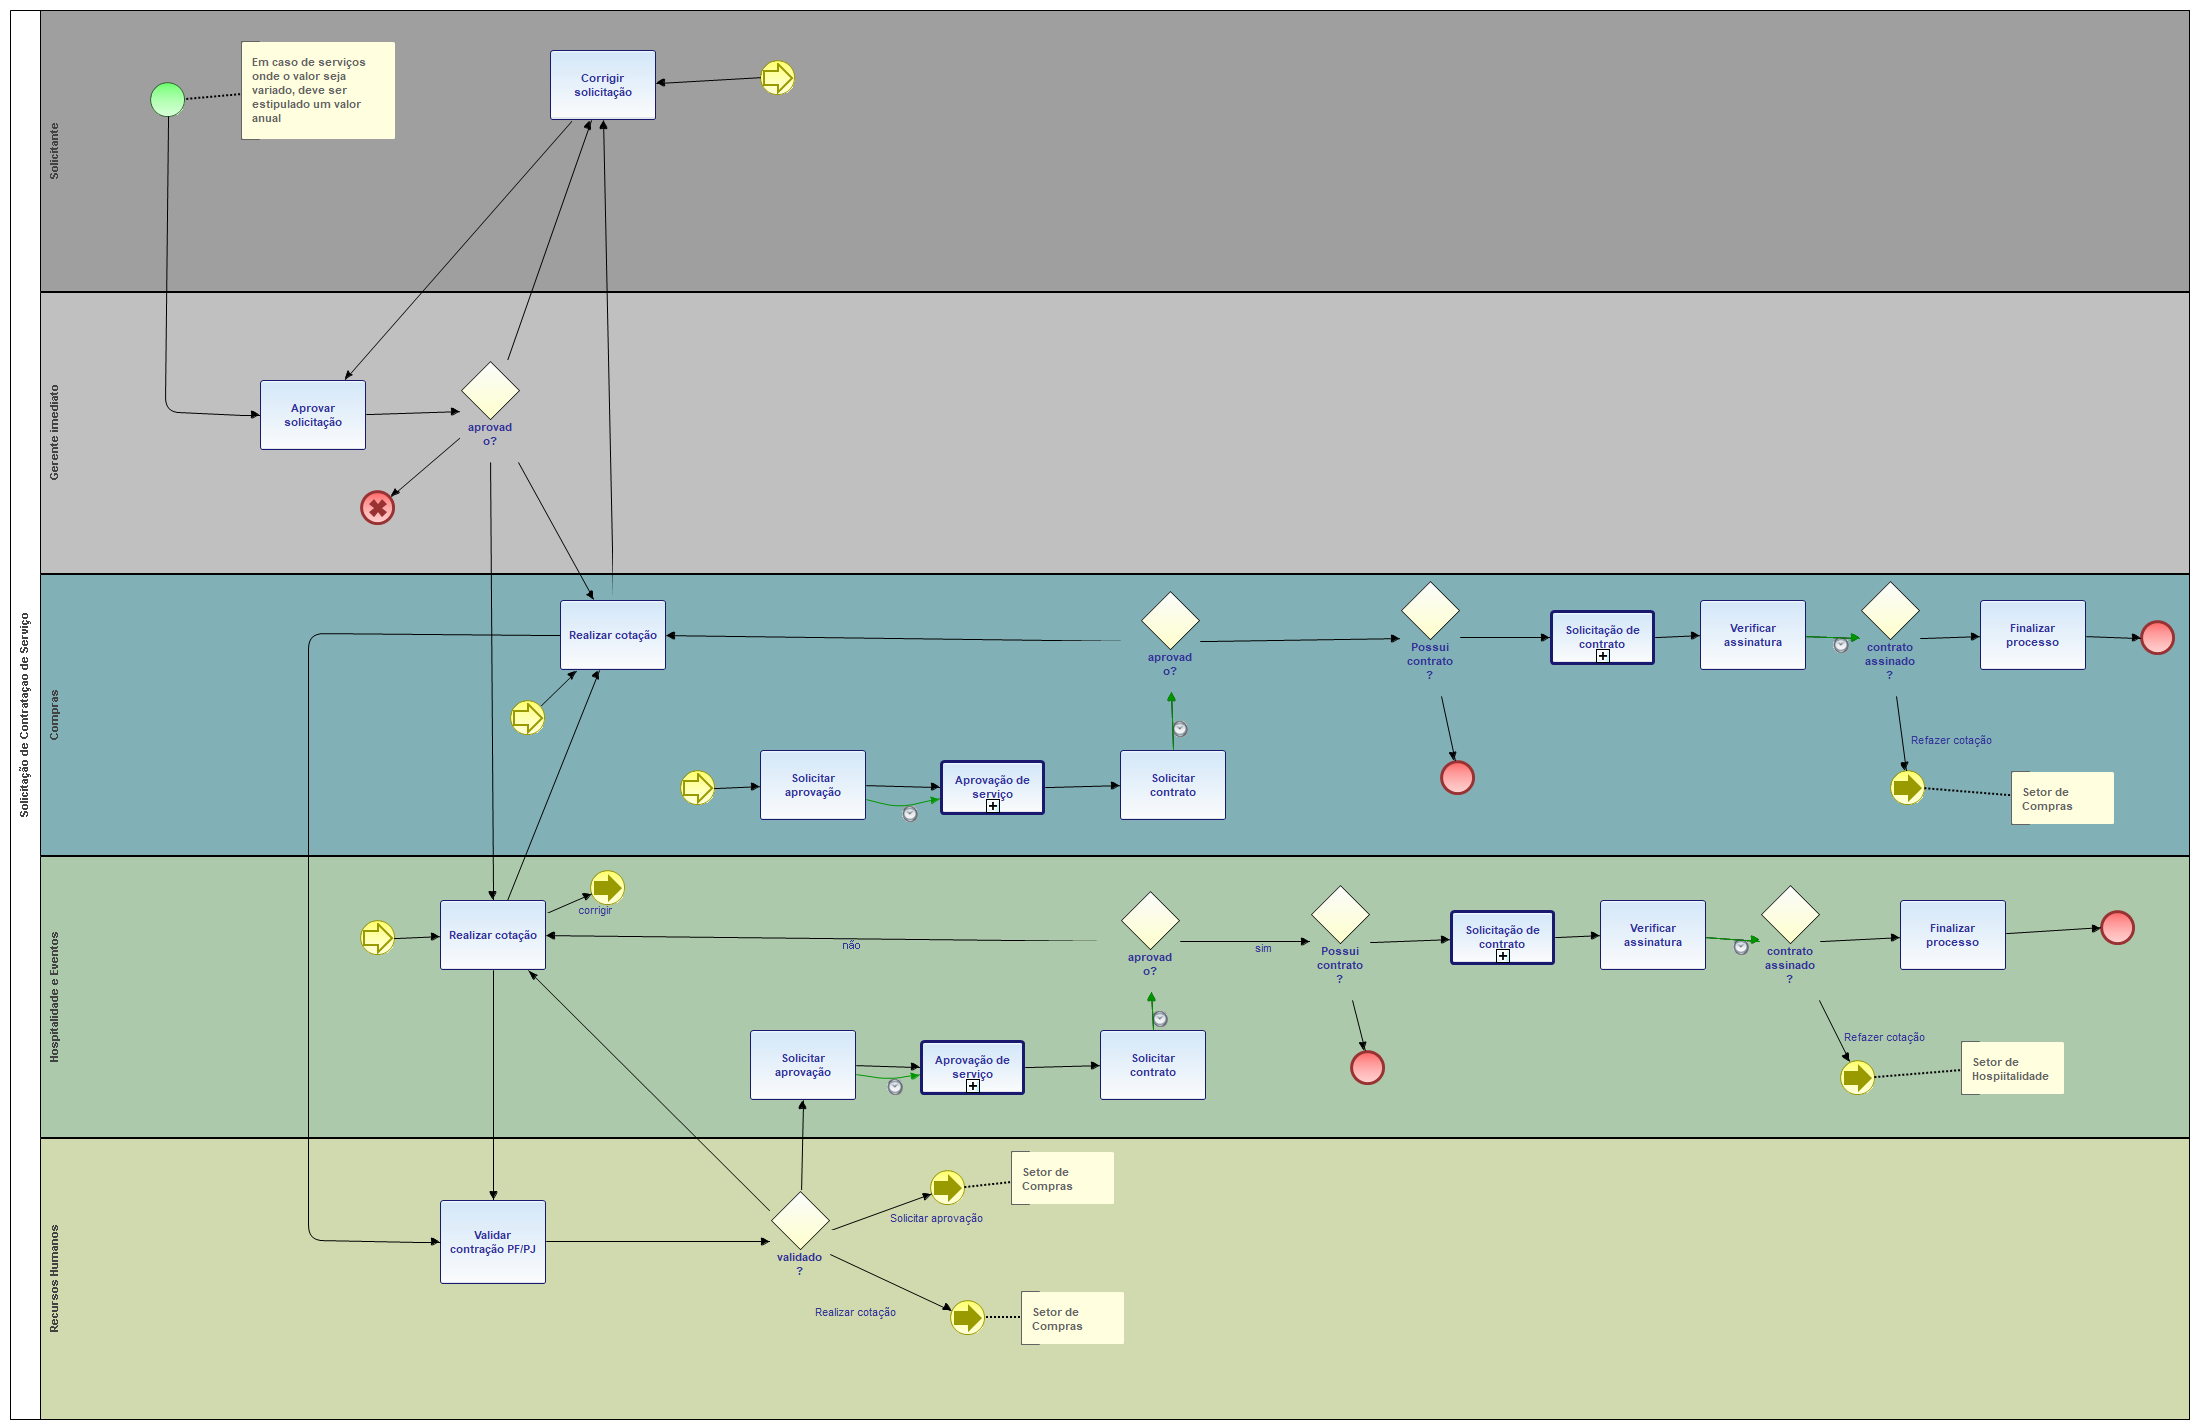 Solicitação de Contratação de Serviço
Solicitante
Em caso de serviços
onde o valor seja
variado, deve ser
estipulado um valor
anual
Corrigir
solicitação
Gerente imediato
Aprovar
solicitação
aprovad
o?
Compras
Realizar cotação
aprovad
o?
Possui
contrato
?
Solicitação de
contrato
Verificar
assinatura
contrato
assinado
?
Finalizar
processo
Solicitar
aprovação
Aprovação de
serviço
Solicitar
contrato
Refazer cotação
Setor de
Compras
Hospitalidade e Eventos
Realizar cotação
corrigir
não
aprovad
o?
sim
Possui
contrato
?
Solicitação de
contrato
Verificar
assinatura
contrato
assinado
?
Finalizar
processo
Solicitar
aprovação
Aprovação de
serviço
Solicitar
contrato
Refazer cotação
Setor de
Hospiitalidade
Recursos Humanos
Validar
contração PF/PJ
validado
?
Solicitar aprovação
Setor de
Compras
Realizar cotação
Setor de
Compras